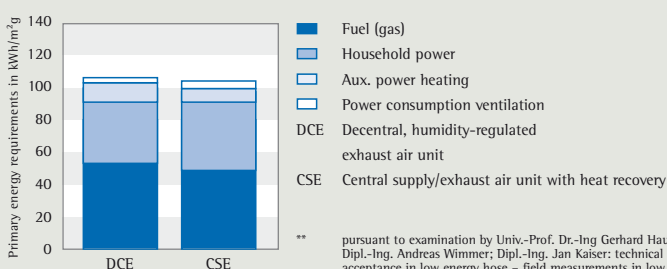 Primary energy requirements in kWh/m²g
140
120
100
80
60
40
20
0
DCE
CSE
Fuel (gas)
Household power
Aux. power heating
Power consumption ventilation
DCE Decentral, humidity-regulated
exhaust air unit
CSE Central supply/exhaust air unit with heat recovery
** pursuant to examination by Univ.-Prof. Dr.-Ing Gerhard Hau
Dipl.-Ing. Andreas Wimmer; Dipl.-Ing. Jan Kaiser: technical
acceptance in low energy hose – field measurements in low